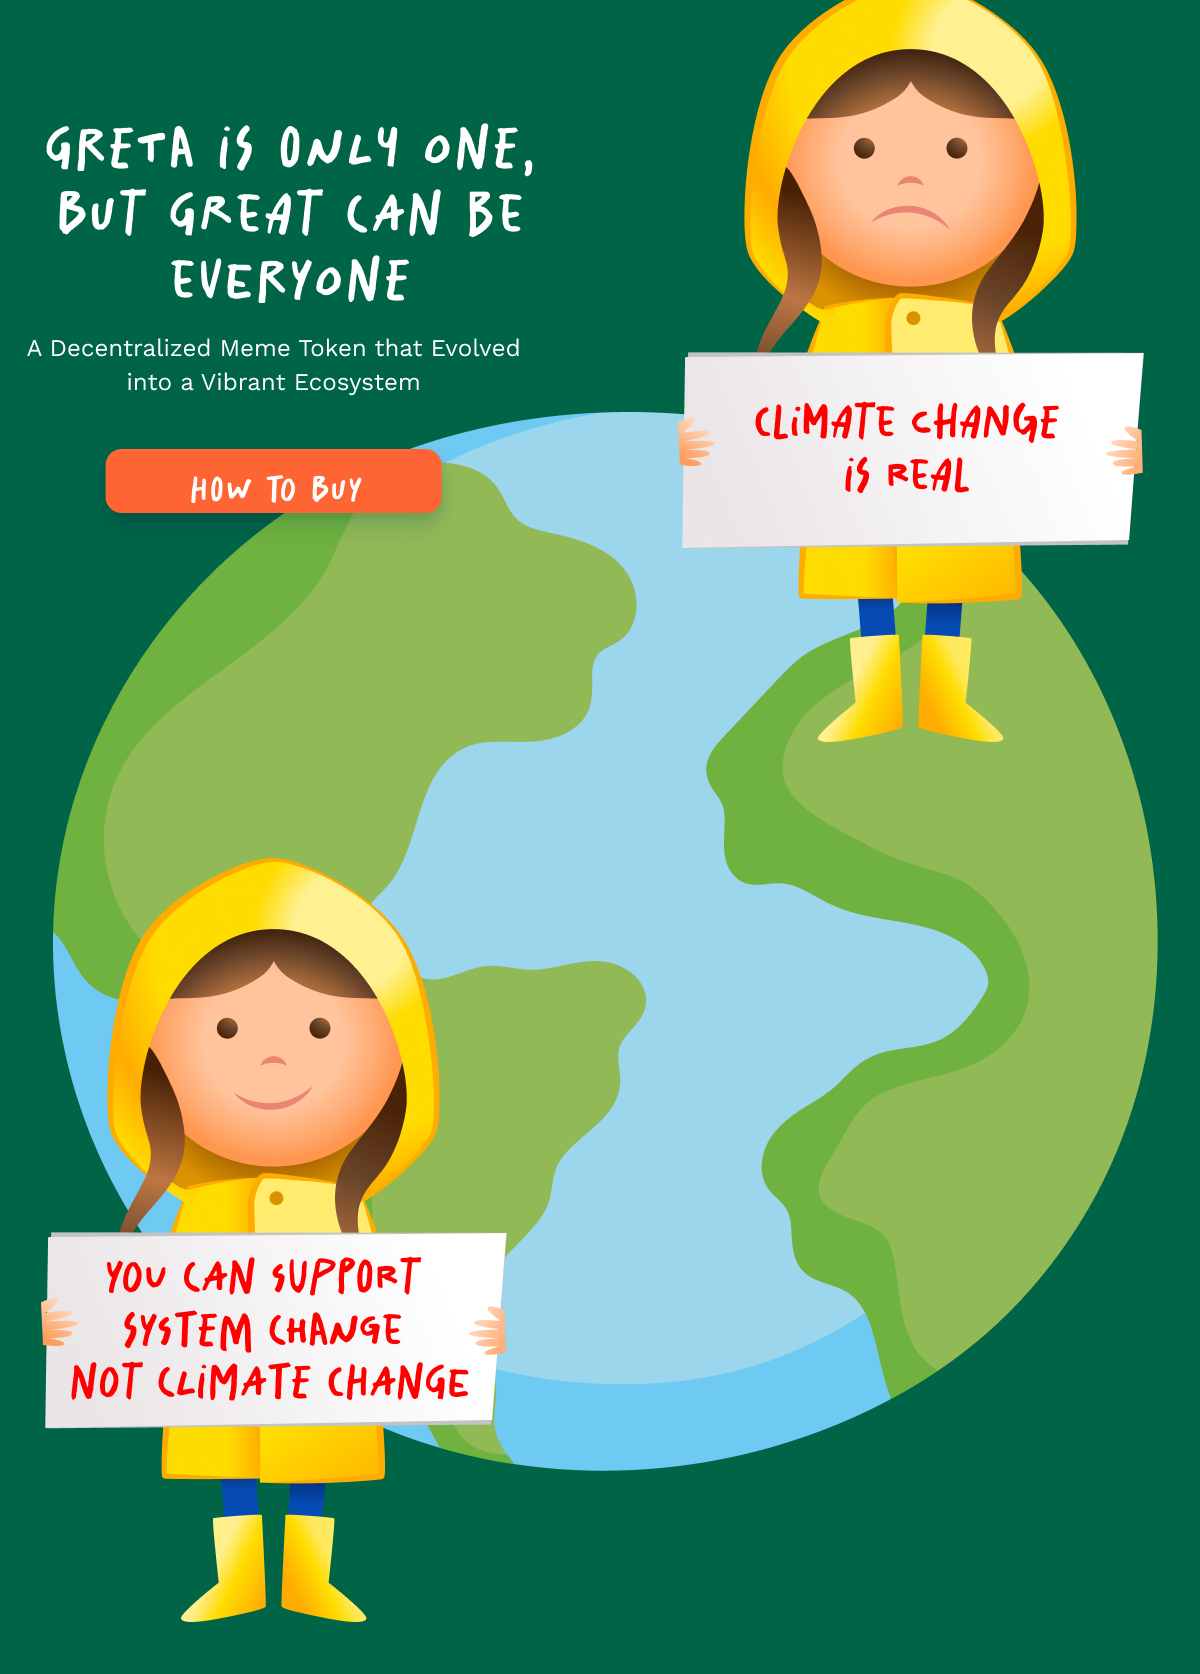 GRETA iS ONLY ONE,
BUT GREAT CAN BE
EVERYONE
A Decentralized Meme Token that Evolved
into a Vibrant Ecosystem
HOW TO BUY
CLiMATE CHANGE
iS REAL
YOU CAN SUPPORT
SYSTEM CHANGE
NOT CLiMATE CHANGE